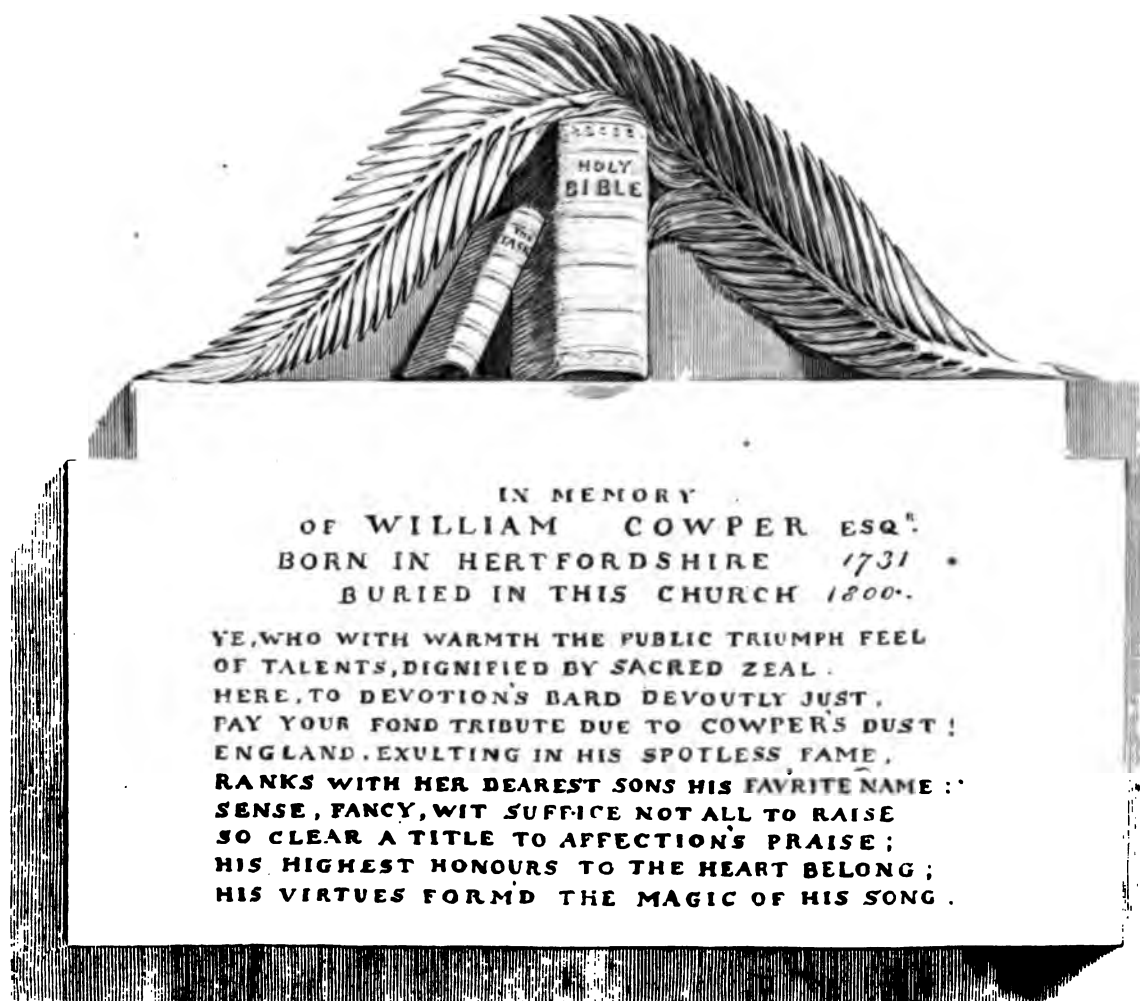 HOLY
BIBLE
THE
TASK
IN MEMORY
OF WILLIAM COWPER ESQR.
BORN IN HERTFORDSHIRE 1731
BURIED IN THIS CHURCH 1800.
YE, WHO WITH WARMTH THE PUBLIC TRIUMPH FEEL
OF TALENTS, DIGNIFIED BY SACRED ZEAL.
HERE, TO DEVOTION'S BARD DEVOUTLY JUST,
PAY YOUR FOND TRIBUTE DUE TO COWPER'S DUST!
ENGLAND, EXULTING IN HIS SPOTLESS FAME,
RANKS WITH HER DEAREST SONS HIS FAV'RITE NAME:
SENSE, FANCY, WIT SUFFICE NOT ALL TO RAISE
SO CLEAR A TITLE TO AFFECTION'S PRAISE;
HIS HIGHEST HONOURS TO THE HEART BELONG;
HIS VIRTUES FORM'D THE MAGIC OF HIS SONG.